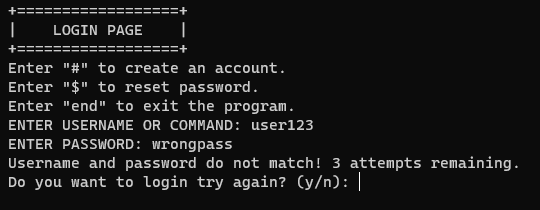 +==================+
|    LOGIN PAGE    |
+==================+
Enter "#" to create an account.
Enter "$" to reset password.
Enter "end" to exit the program.
ENTER USERNAME OR COMMAND: user123
ENTER PASSWORD: wrongpass
Username and password do not match! 3 attempts remaining.
Do you want to login try again? (y/n):